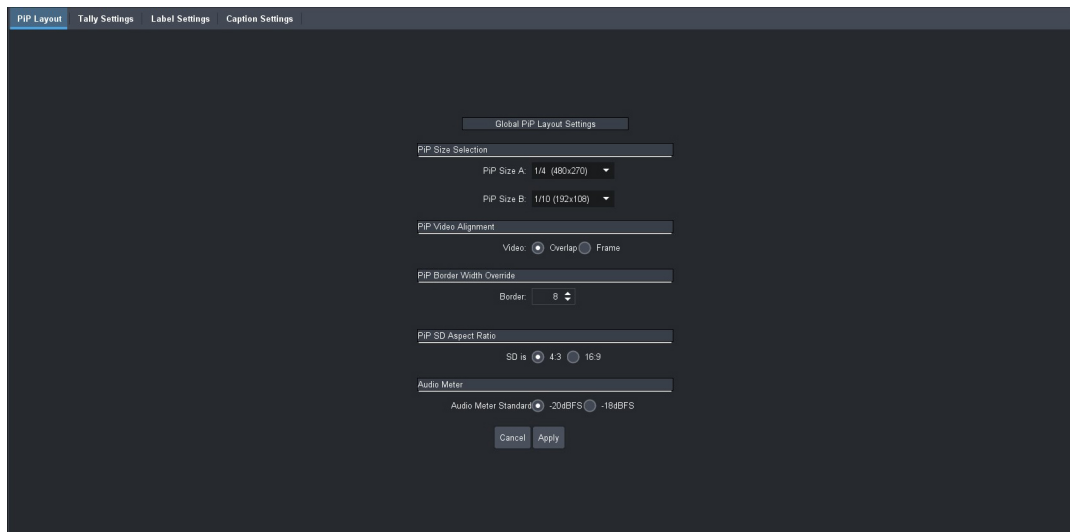 PiP Layout Tally Settings Label Settings Caption Settings
Global PiP Layout Settings
PiP Size Selection
PiP Size A: 1/4 (480x270)
PiP Size B: 1/10 (192x108)
PiP Video Alignment
Video: Overlap Frame
PiP Border Width Override
Border: 8
PiP SD Aspect Ratio
SD is 4:3 16:9
Audio Meter
Audio Meter Standard -20dBFS -18dBFS
Cancel Apply